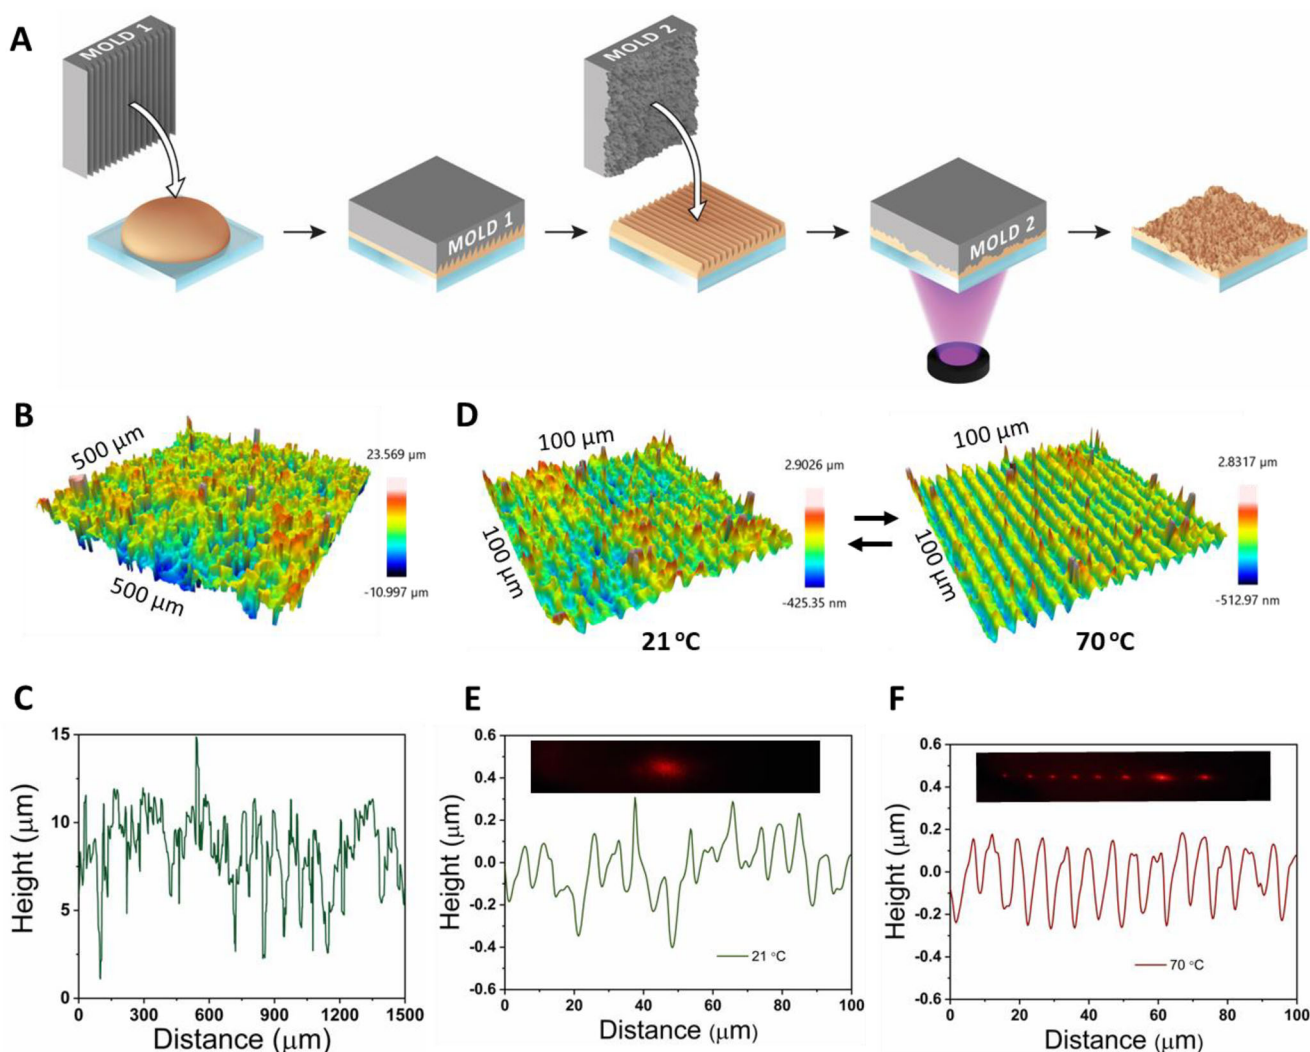 A
MOLD 1
MOLD 1
MOLD 2
MOLD 2
B
500 µm
500 µm
23.569 µm
-10.997 µm
D
100 µm
100 µm
2.9026 µm
-425.35 nm
21 °C
100 µm
100 µm
2.8317 µm
-512.97 nm
70 °C
C
Height (µm)
15
10
5
0
0 300 600 900 1200 1500
Distance (µm)
E
Height (µm)
0.6
0.4
0.2
0.0
-0.2
-0.4
-0.6
21 °C
0 20 40 60 80 100
Distance (µm)
F
Height (µm)
0.6
0.4
0.2
0.0
-0.2
-0.4
-0.6
70 °C
0 20 40 60 80 100
Distance (µm)